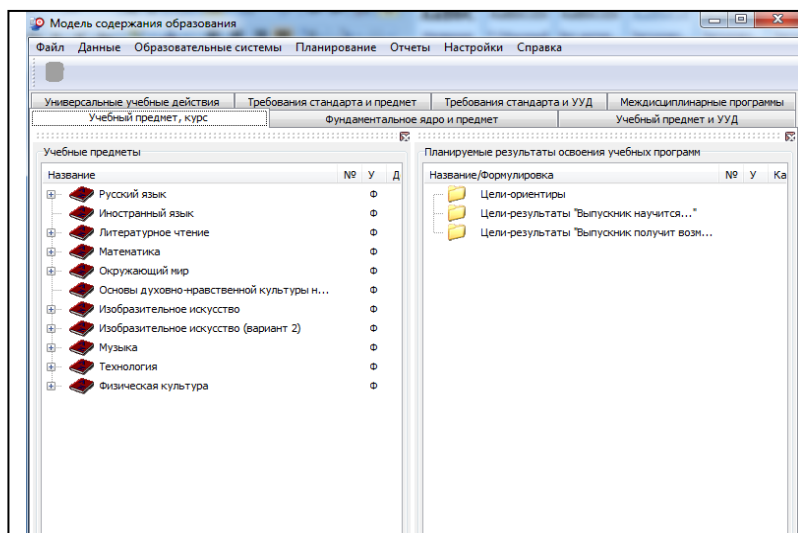 Модель содержания образования
Файл Данные Образовательные системы Планирование Отчеты Настройки Справка
Универсальные учебные действия Требования стандарта и предмет Требования стандарта и УУД Междисциплинарные программы
Учебный предмет, курс Фундаментальное ядро и предмет Учебный предмет и УУД
Учебные предметы
Название № У Д
Русский язык Ф
Иностранный язык Ф
Литературное чтение Ф
Математика Ф
Окружающий мир Ф
Основы духовно-нравственной культуры н... Ф
Изобразительное искусство Ф
Изобразительное искусство (вариант 2) Ф
Музыка Ф
Технология Ф
Физическая культура Ф
Планируемые результаты освоения учебных программ
Название/Формулировка № У Ка
Цели-ориентиры
Цели-результаты "Выпускник научится..."
Цели-результаты "Выпускник получит возм...